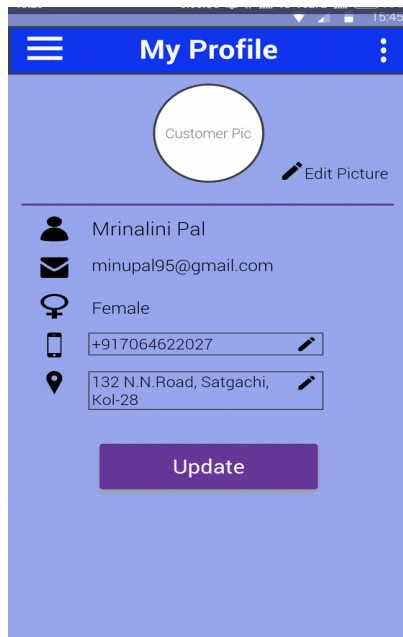 15:45
My Profile
Customer Pic
Edit Picture
Mrinalini Pal
minupal95@gmail.com
Female
+917064622027
132 N.N.Road, Satgachi,
Kol-28
Update